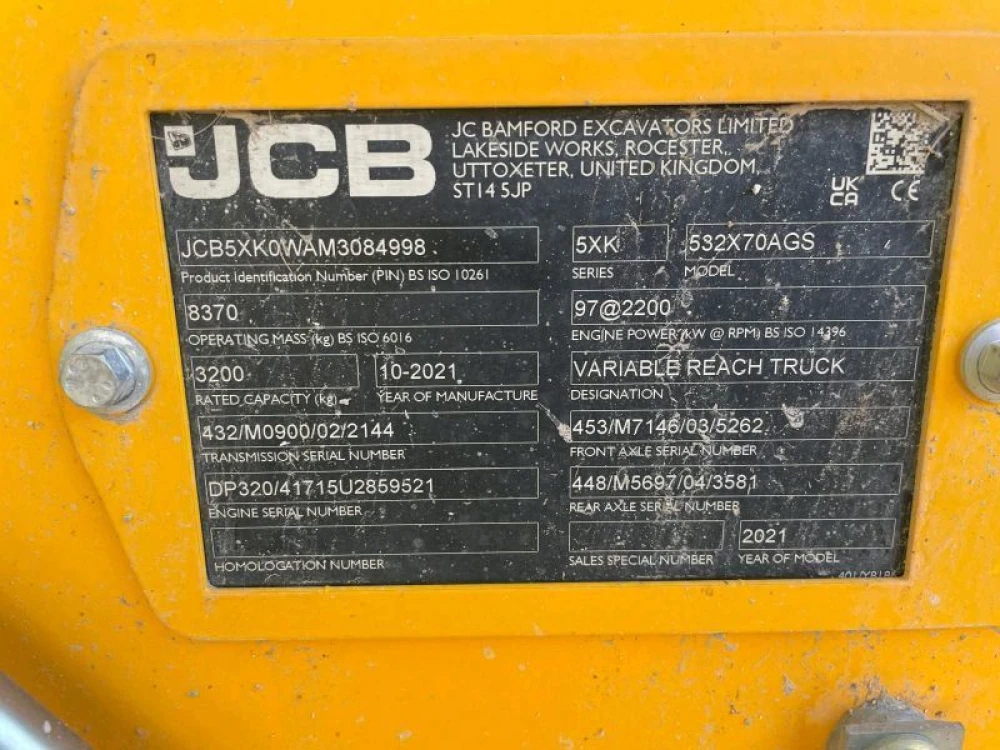 JCB
JC BAMFORD EXCAVATORS LIMITED
LAKESIDE WORKS, ROCESTER,
UTTOXETER, UNITED KINGDOM,
ST14 5JP
UK
CA
CE
JCB5XK0WAM3084998
Product Identification Number (PIN) BS ISO 10261
5XK
SERIES
532X70AGS
MODEL
8370
OPERATING MASS (kg) BS ISO 6016
97@2200
ENGINE POWER (kW @ RPM) BS ISO 14396
3200
RATED CAPACITY (kg)
10-2021
YEAR OF MANUFACTURE
VARIABLE REACH TRUCK
DESIGNATION
432/M0900/02/2144
TRANSMISSION SERIAL NUMBER
453/M7146/03/5262
FRONT AXLE SERIAL NUMBER
DP320/41715U2859521
ENGINE SERIAL NUMBER
448/M5697/04/3581
REAR AXLE SERIAL NUMBER
HOMOLOGATION NUMBER
SALES SPECIAL NUMBER
2021
YEAR OF MODEL